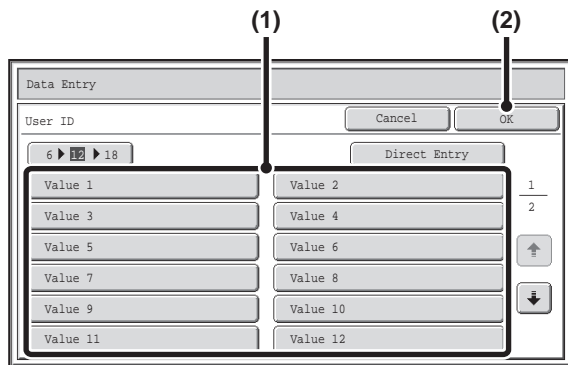 (1) (2)
Data Entry
User ID Cancel OK
6 12 18 Direct Entry
Value 1 Value 2 1
Value 3 Value 4 2
Value 5 Value 6
Value 7 Value 8
Value 9 Value 10
Value 11 Value 12